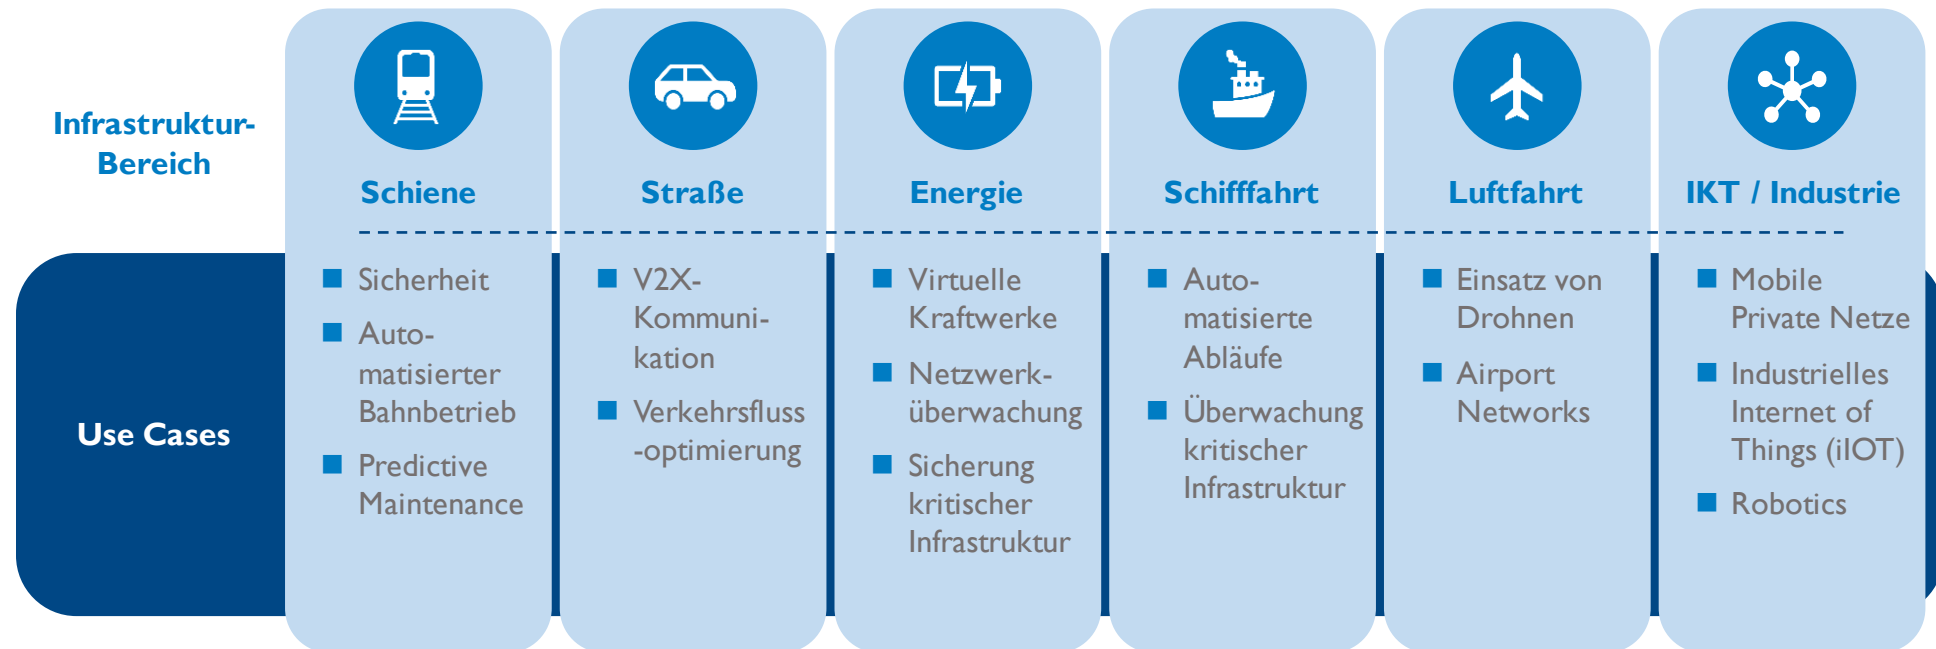 Infrastruktur-
Bereich
Schiene
Straße
Energie
Schifffahrt
Luftfahrt
IKT / Industrie
Use Cases
Sicherheit
Auto-
matisierter
Bahnbetrieb
Predictive
Maintenance
V2X-
Kommuni-
kation
Verkehrsfluss
-optimierung
Virtuelle
Kraftwerke
Netzwerk-
überwachung
Sicherung
kritischer
Infrastruktur
Auto-
matisierte
Abläufe
Überwachung
kritischer
Infrastruktur
Einsatz von
Drohnen
Airport
Networks
Mobile
Private Netze
Industrielles
Internet of
Things (iIOT)
Robotics